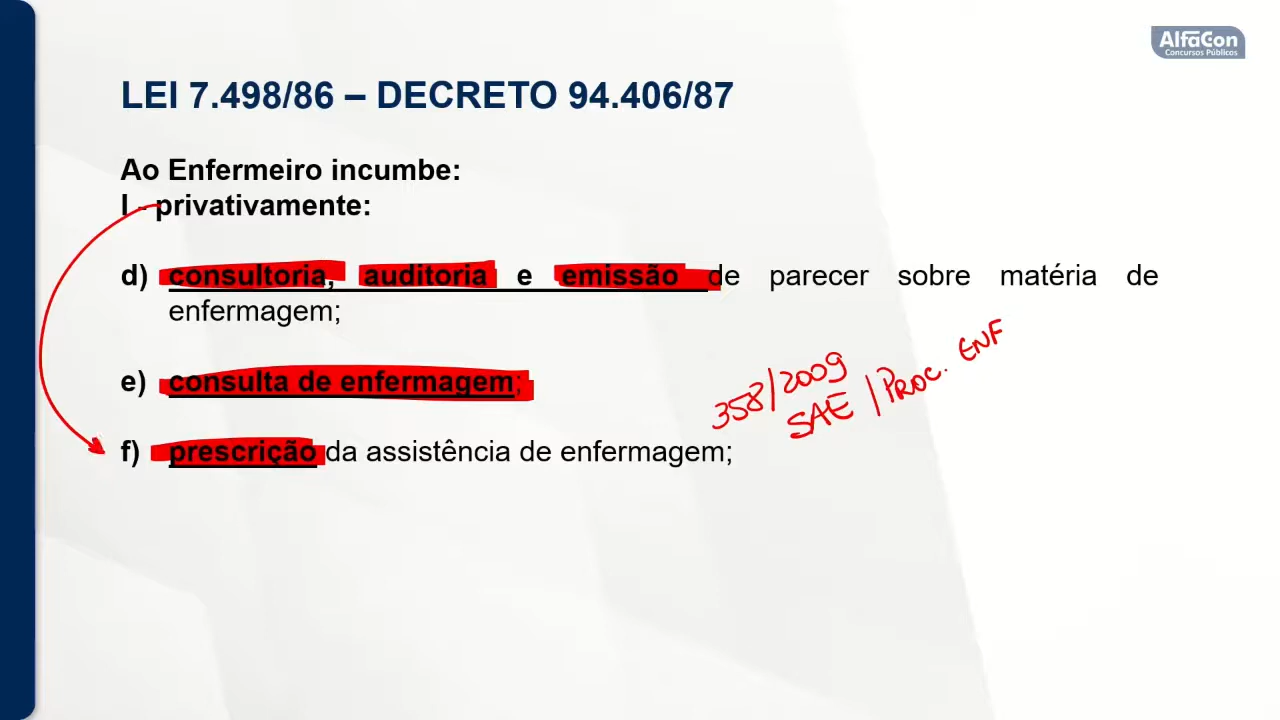 AlfaCon
Concursos Públicos
LEI 7.498/86 – DECRETO 94.406/87
Ao Enfermeiro incumbe:
I - privativamente:
d) consultoria, auditoria e emissão de parecer sobre matéria de
enfermagem;
e) consulta de enfermagem;
358/2009
SAE / PROC. ENF
f) prescrição da assistência de enfermagem;